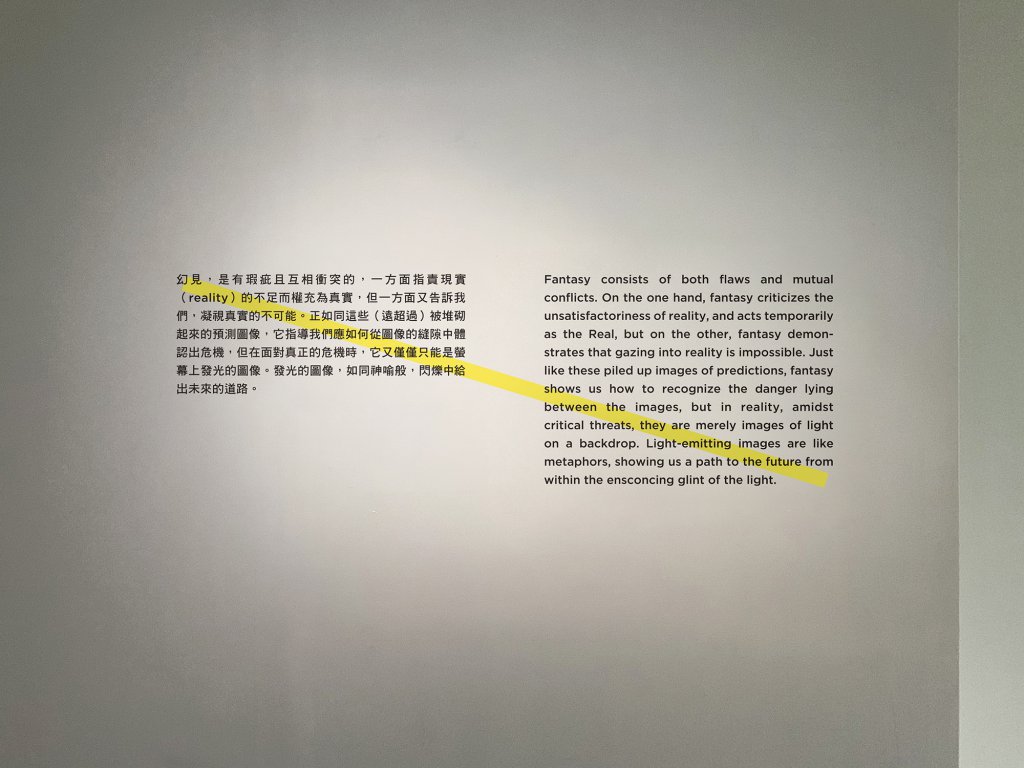 幻見，是有瑕疵且互相衝突的，一方面指責現實
（reality）的不足而權充為真實，但一方面又告訴我
們，凝視真實的不可能。正如同這些（遠超過）被堆砌
起來的預測圖像，它指導我們應如何從圖像的縫隙中體
認出危機，但在面對真正的危機時，它又僅僅只能是螢
幕上發光的圖像。發光的圖像，如同神喻般，閃爍中給
出未來的道路。
Fantasy consists of both flaws and mutual
conflicts. On the one hand, fantasy criticizes the
unsatisfactoriness of reality, and acts temporarily
as the Real, but on the other, fantasy demon-
strates that gazing into reality is impossible. Just
like these piled up images of predictions, fantasy
shows us how to recognize the danger lying
between the images, but in reality, amidst
critical threats, they are merely images of light
on a backdrop. Light-emitting images are like
metaphors, showing us a path to the future from
within the ensconcing glint of the light.